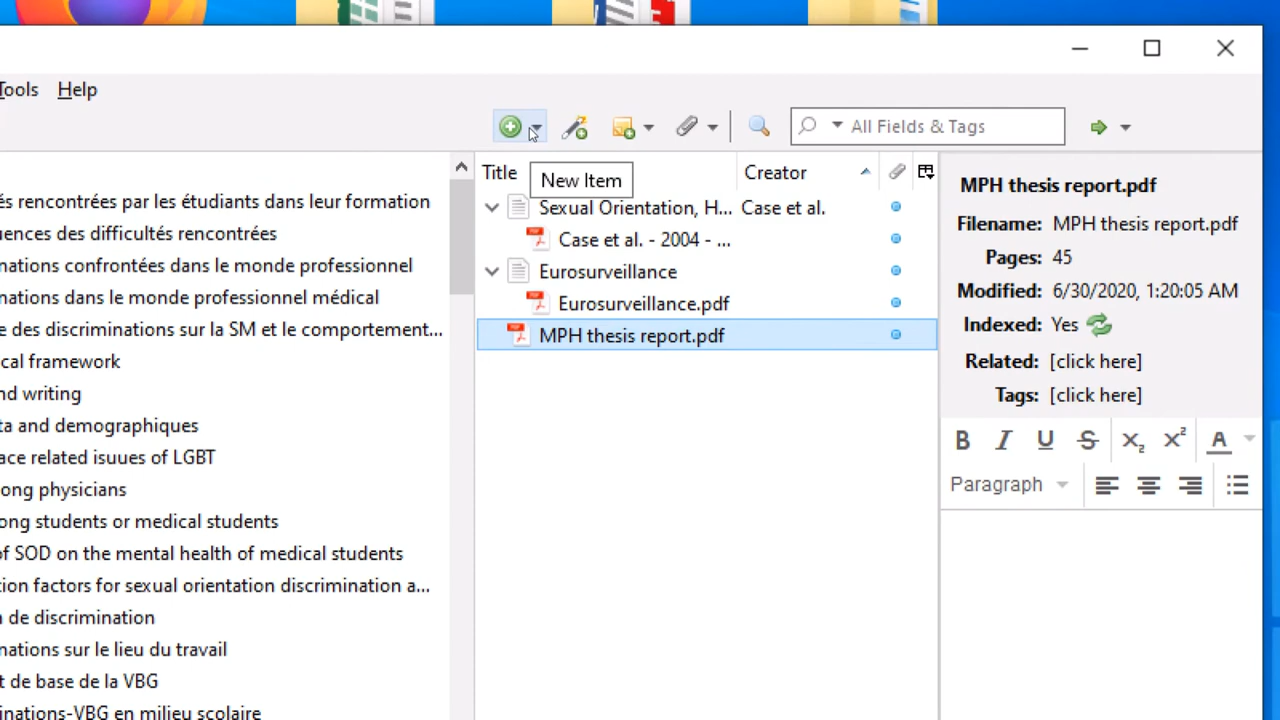 Tools Help
All Fields & Tags
New Item
és rencontrées par les étudiants dans leur formation
uences des difficultés rencontrées
nations confrontées dans le monde professionnel
nations dans le monde professionnel médical
e des discriminations sur la SM et le comportement...
cal framework
nd writing
ta and demographiques
ace related isuues of LGBT
ong physicians
ong students or medical students
of SOD on the mental health of medical students
tion factors for sexual orientation discrimination a...
n de discrimination
nations sur le lieu du travail
t de base de la VBG
inations-VBG en milieu scolaire
Title Creator
Sexual Orientation, H... Case et al.
Case et al. - 2004 - ...
Eurosurveillance
Eurosurveillance.pdf
MPH thesis report.pdf
MPH thesis report.pdf
Filename: MPH thesis report.pdf
Pages: 45
Modified: 6/30/2020, 1:20:05 AM
Indexed: Yes
Related: [click here]
Tags: [click here]
B I U S X₂ X² A
Paragraph